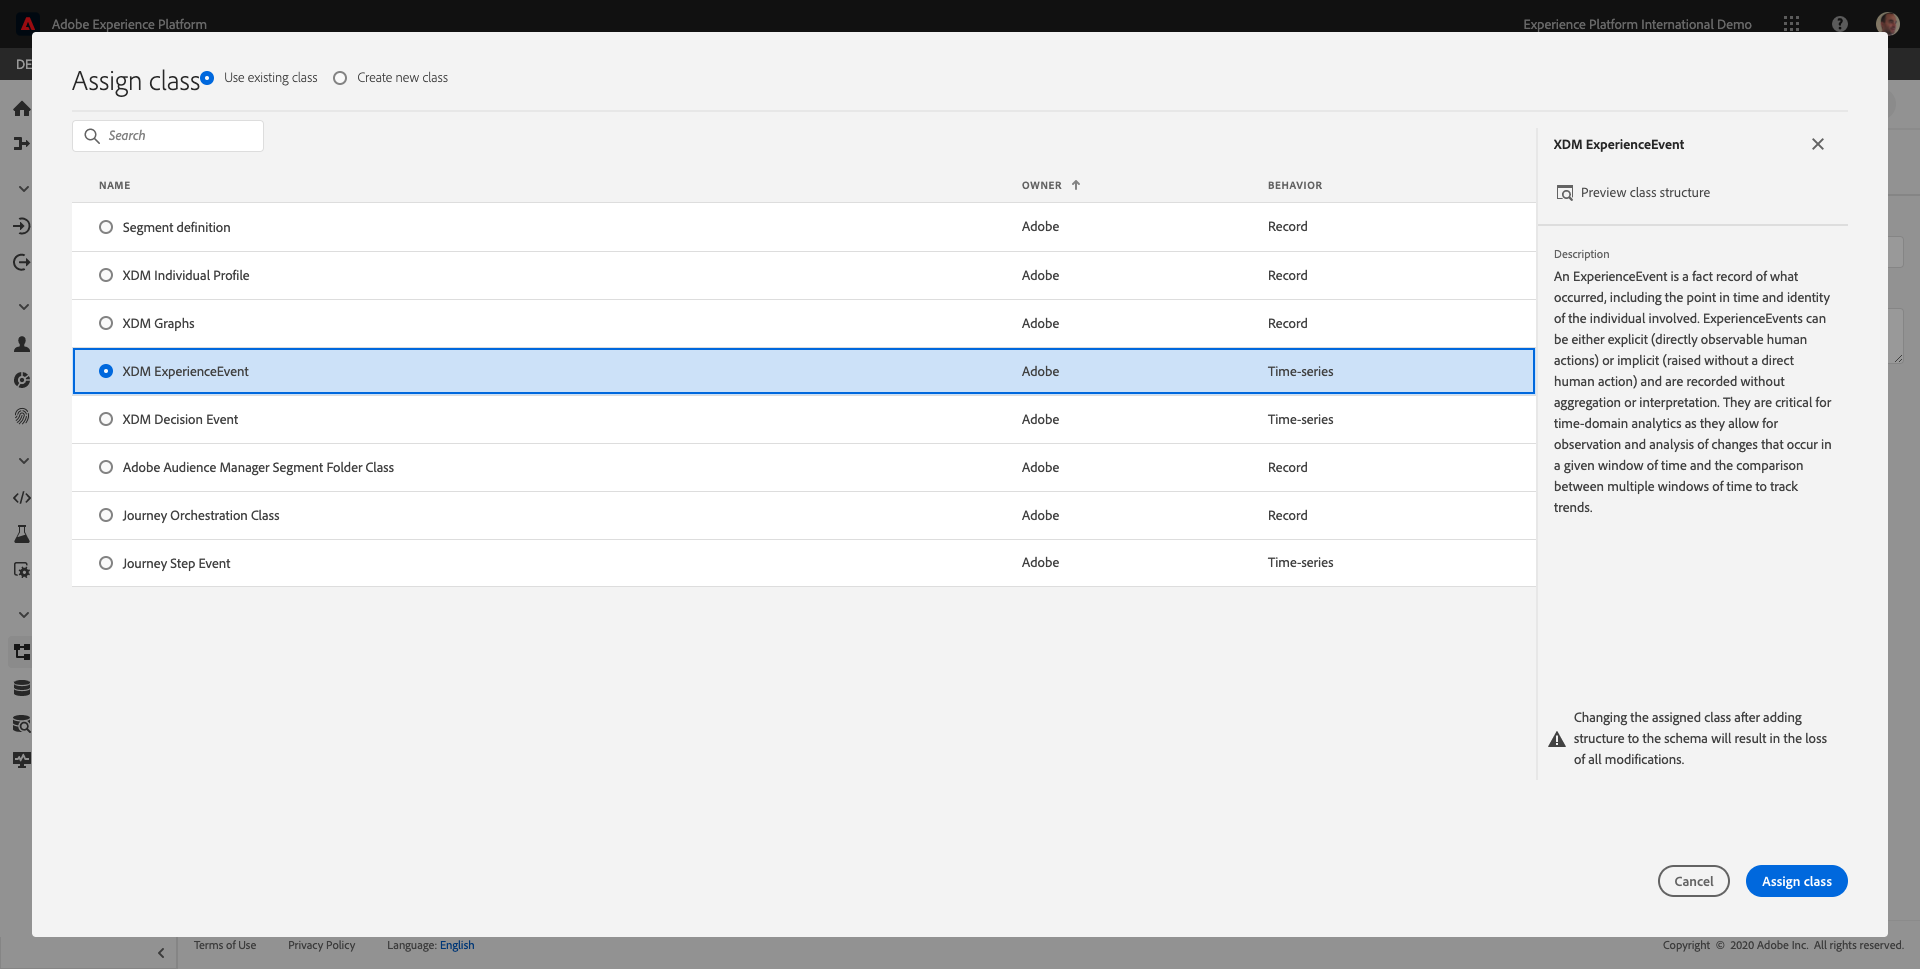 Adobe Experience Platform
Experience Platform International Demo
DE
Assign class
Use existing class
Create new class
Search
NAME
OWNER
BEHAVIOR
Segment definition
Adobe
Record
XDM Individual Profile
Adobe
Record
XDM Graphs
Adobe
Record
XDM ExperienceEvent
Adobe
Time-series
XDM Decision Event
Adobe
Time-series
Adobe Audience Manager Segment Folder Class
Adobe
Record
Journey Orchestration Class
Adobe
Record
Journey Step Event
Adobe
Time-series
XDM ExperienceEvent
Preview class structure
Description
An ExperienceEvent is a fact record of what
occurred, including the point in time and identity
of the individual involved. ExperienceEvents can
be either explicit (directly observable human
actions) or implicit (raised without a direct
human action) and are recorded without
aggregation or interpretation. They are critical for
time-domain analytics as they allow for
observation and analysis of changes that occur in
a given window of time and the comparison
between multiple windows of time to track
trends.
Changing the assigned class after adding
structure to the schema will result in the loss
of all modifications.
Cancel
Assign class
Terms of Use
Privacy Policy
Language: English
Copyright © 2020 Adobe Inc. All rights reserved.